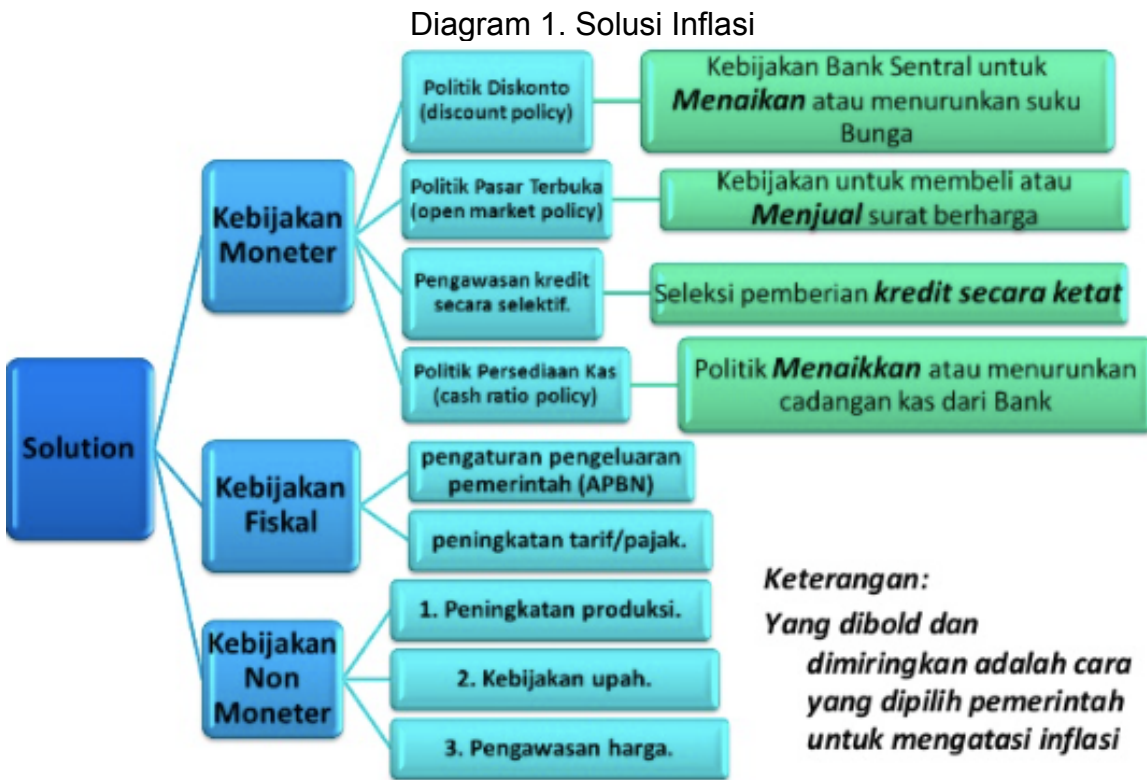 Diagram 1. Solusi Inflasi
Solution
Kebijakan
Moneter
Politik Diskonto
(discount policy)
Kebijakan Bank Sentral untuk
Menaikan atau menurunkan suku
Bunga
Politik Pasar Terbuka
(open market policy)
Kebijakan untuk membeli atau
Menjual surat berharga
Pengawasan kredit
secara selektif.
Seleksi pemberian kredit secara ketat
Politik Persediaan Kas
(cash ratio policy)
Politik Menaikkan atau menurunkan
cadangan kas dari Bank
Kebijakan
Fiskal
pengaturan pengeluaran
pemerintah (APBN)
peningkatan tarif/pajak.
Kebijakan
Non
Moneter
1. Peningkatan produksi.
2. Kebijakan upah.
3. Pengawasan harga.
Keterangan:
Yang dibold dan
dimiringkan adalah cara
yang dipilih pemerintah
untuk mengatasi inflasi